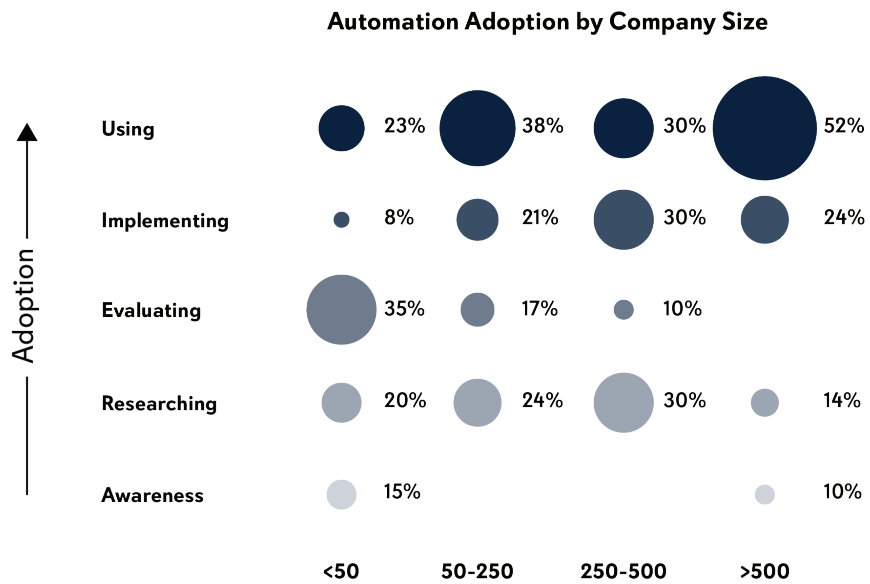 Automation Adoption by Company Size
Using 23% 38% 30% 52%
Implementing 8% 21% 30% 24%
Evaluating 35% 17% 10%
Researching 20% 24% 30% 14%
Awareness 15% 10%
<50 50-250 250-500 >500
Adoption